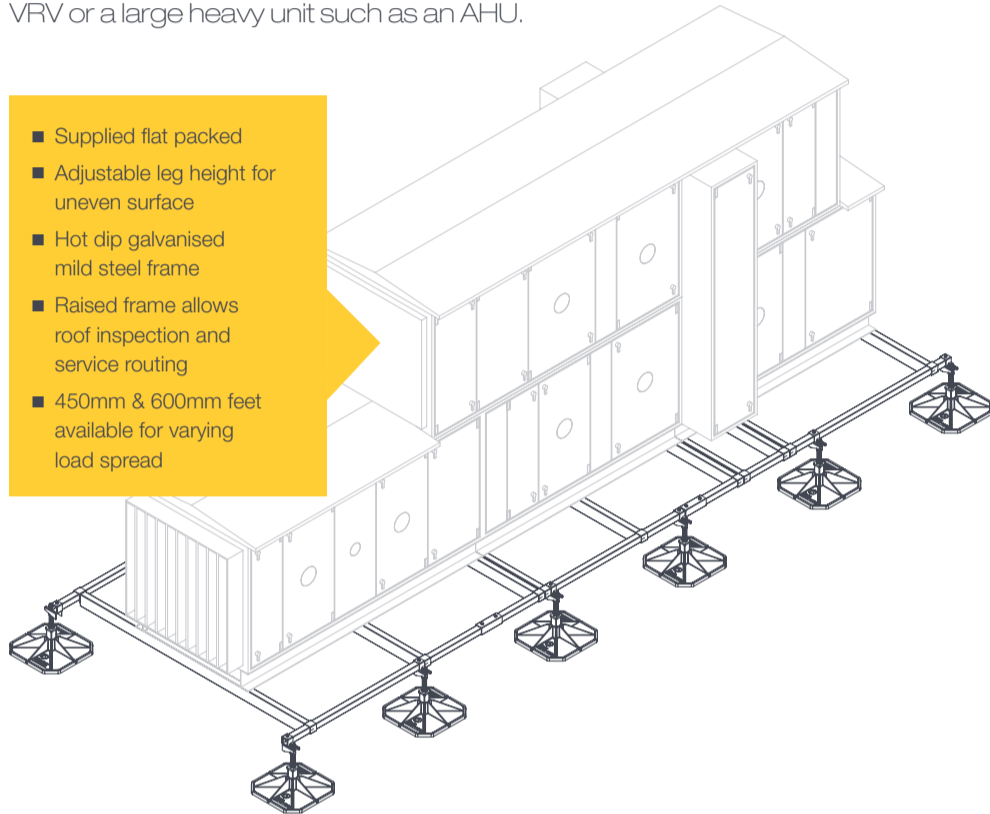 VRV or a large heavy unit such as an AHU.
■ Supplied flat packed
■ Adjustable leg height for
uneven surface
■ Hot dip galvanised
mild steel frame
■ Raised frame allows
roof inspection and
service routing
■ 450mm & 600mm feet
available for varying
load spread